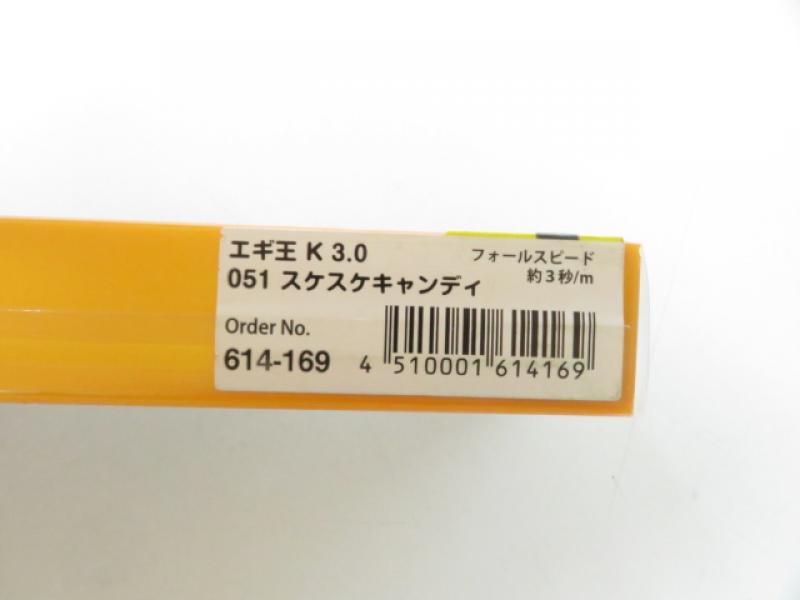 エギ王 K 3.0
フォールスピード
051 スケスケキャンディ
約3秒/m
Order No.
614-169
4 510001 614169